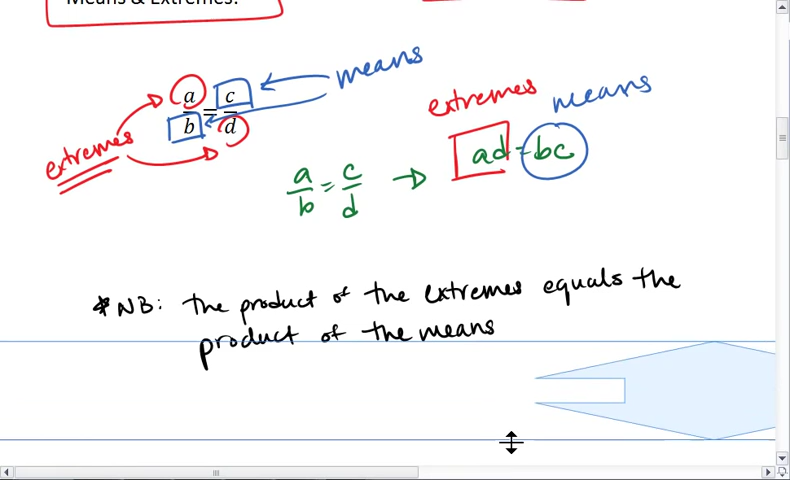 Means & Extremes:
a/b = c/d
means
extremes
extremes means
a/b = c/d → ad = bc
*NB: the product of the extremes equals the
product of the means